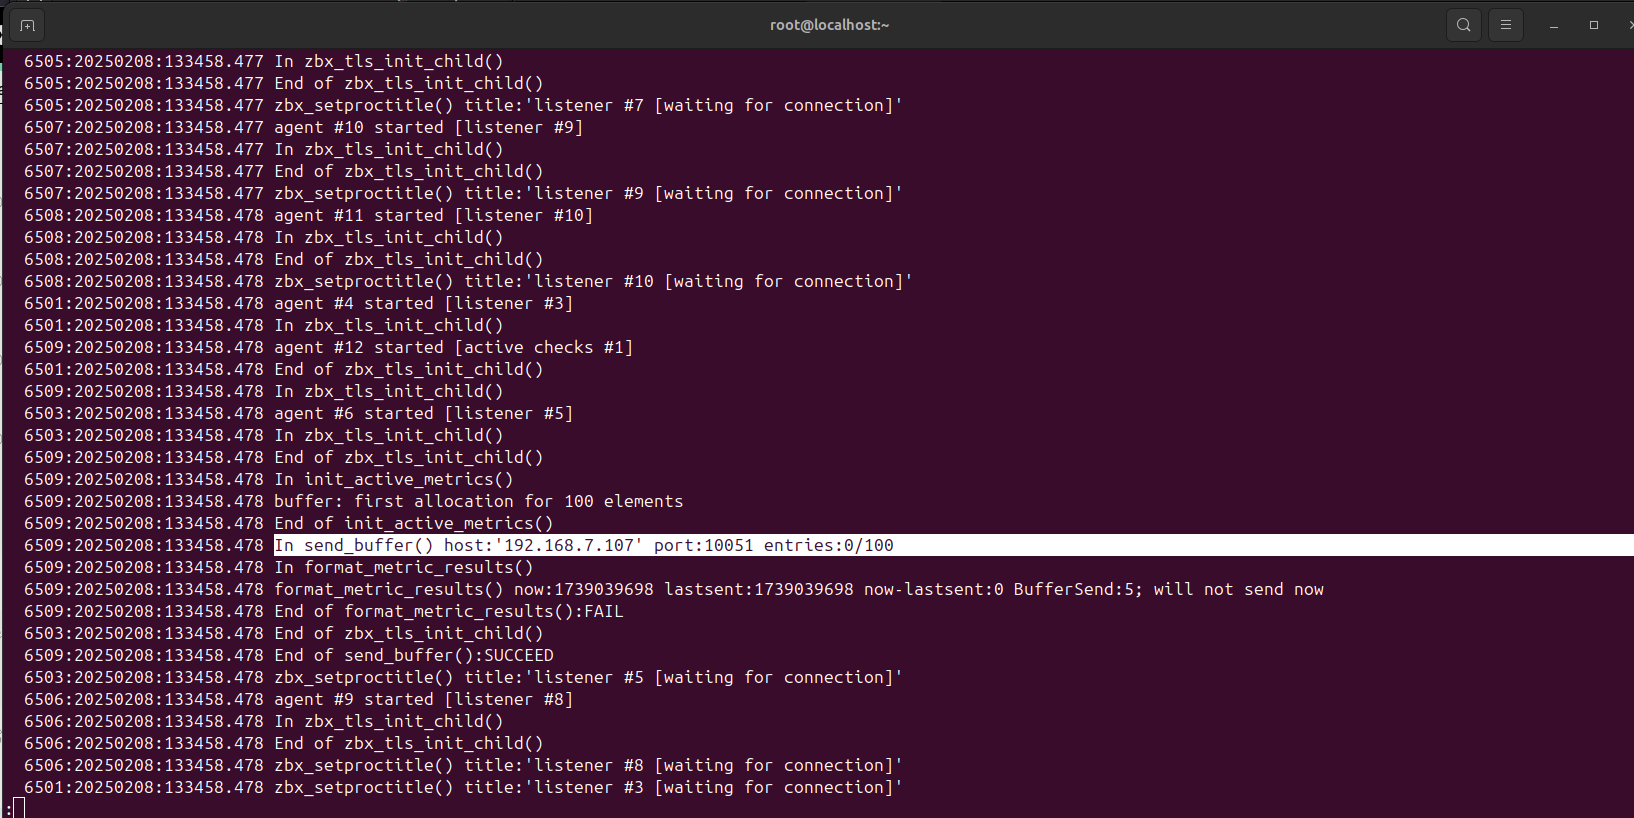 root@localhost:~
6505:20250208:133458.477 In zbx_tls_init_child()
6505:20250208:133458.477 End of zbx_tls_init_child()
6505:20250208:133458.477 zbx_setproctitle() title:'listener #7 [waiting for connection]'
6507:20250208:133458.477 agent #10 started [listener #9]
6507:20250208:133458.477 In zbx_tls_init_child()
6507:20250208:133458.477 End of zbx_tls_init_child()
6507:20250208:133458.477 zbx_setproctitle() title:'listener #9 [waiting for connection]'
6508:20250208:133458.478 agent #11 started [listener #10]
6508:20250208:133458.478 In zbx_tls_init_child()
6508:20250208:133458.478 End of zbx_tls_init_child()
6508:20250208:133458.478 zbx_setproctitle() title:'listener #10 [waiting for connection]'
6501:20250208:133458.478 agent #4 started [listener #3]
6501:20250208:133458.478 In zbx_tls_init_child()
6509:20250208:133458.478 agent #12 started [active checks #1]
6501:20250208:133458.478 End of zbx_tls_init_child()
6509:20250208:133458.478 In zbx_tls_init_child()
6503:20250208:133458.478 agent #6 started [listener #5]
6503:20250208:133458.478 In zbx_tls_init_child()
6509:20250208:133458.478 End of zbx_tls_init_child()
6509:20250208:133458.478 In init_active_metrics()
6509:20250208:133458.478 buffer: first allocation for 100 elements
6509:20250208:133458.478 End of init_active_metrics()
6509:20250208:133458.478 In send_buffer() host:'192.168.7.107' port:10051 entries:0/100
6509:20250208:133458.478 In format_metric_results()
6509:20250208:133458.478 format_metric_results() now:1739039698 lastsent:1739039698 now-lastsent:0 BufferSend:5; will not send now
6509:20250208:133458.478 End of format_metric_results():FAIL
6503:20250208:133458.478 End of zbx_tls_init_child()
6509:20250208:133458.478 End of send_buffer():SUCCEED
6503:20250208:133458.478 zbx_setproctitle() title:'listener #5 [waiting for connection]'
6506:20250208:133458.478 agent #9 started [listener #8]
6506:20250208:133458.478 In zbx_tls_init_child()
6506:20250208:133458.478 End of zbx_tls_init_child()
6506:20250208:133458.478 zbx_setproctitle() title:'listener #8 [waiting for connection]'
6501:20250208:133458.478 zbx_setproctitle() title:'listener #3 [waiting for connection]'
: